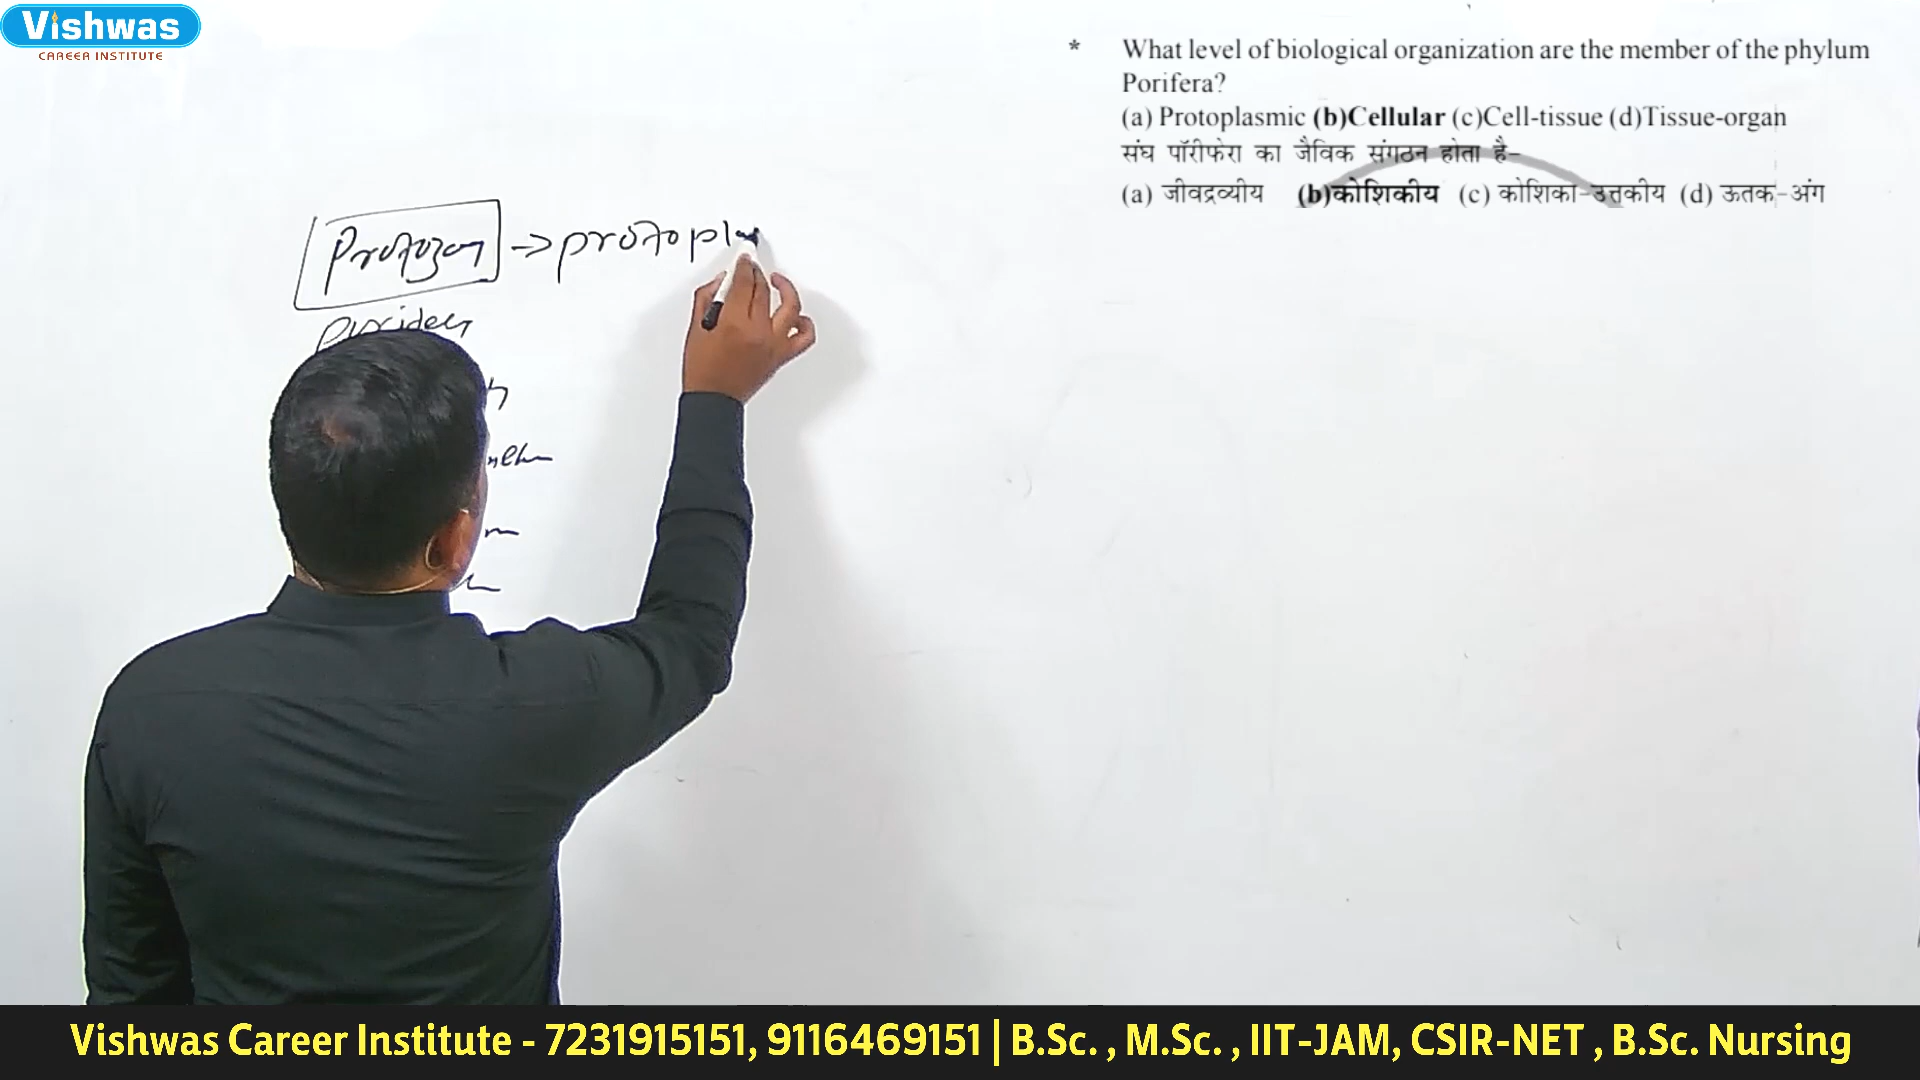 Vishwas
CAREER INSTITUTE
* What level of biological organization are the member of the phylum
Porifera?
(a) Protoplasmic (b)Cellular (c)Cell-tissue (d)Tissue-organ
संघ पॉरीफेरा का जैविक संगठन होता है–
(a) जीवद्रव्यीय (b)कोशिकीय (c) कोशिका-उत्तकीय (d) ऊतक-अंग
Protozoa -> protopla
Vishwas Career Institute - 7231915151, 9116469151 | B.Sc. , M.Sc. , IIT-JAM, CSIR-NET , B.Sc. Nursing